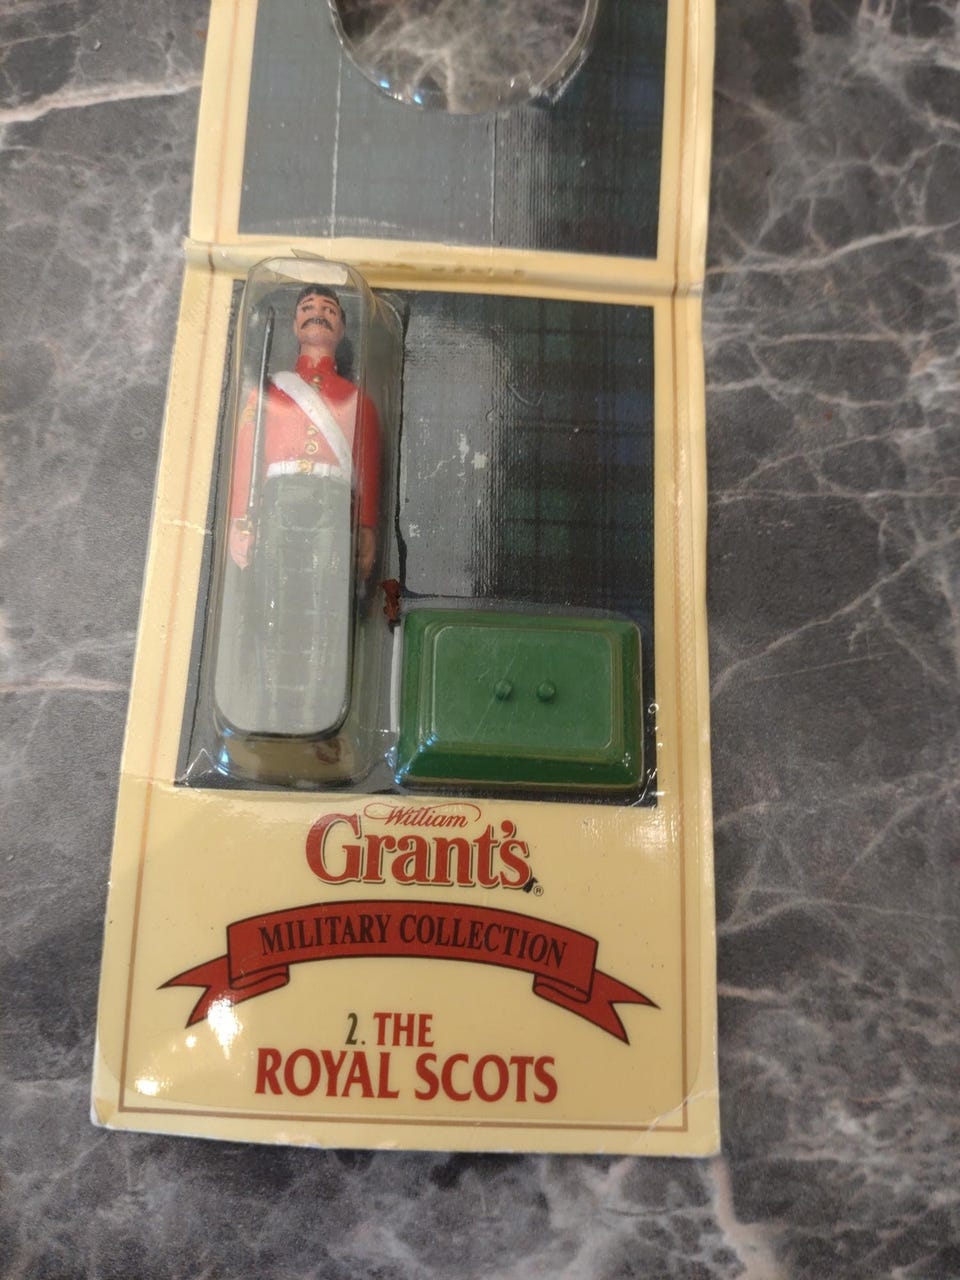 William
Grant's
®
MILITARY COLLECTION
2. THE
ROYAL SCOTS